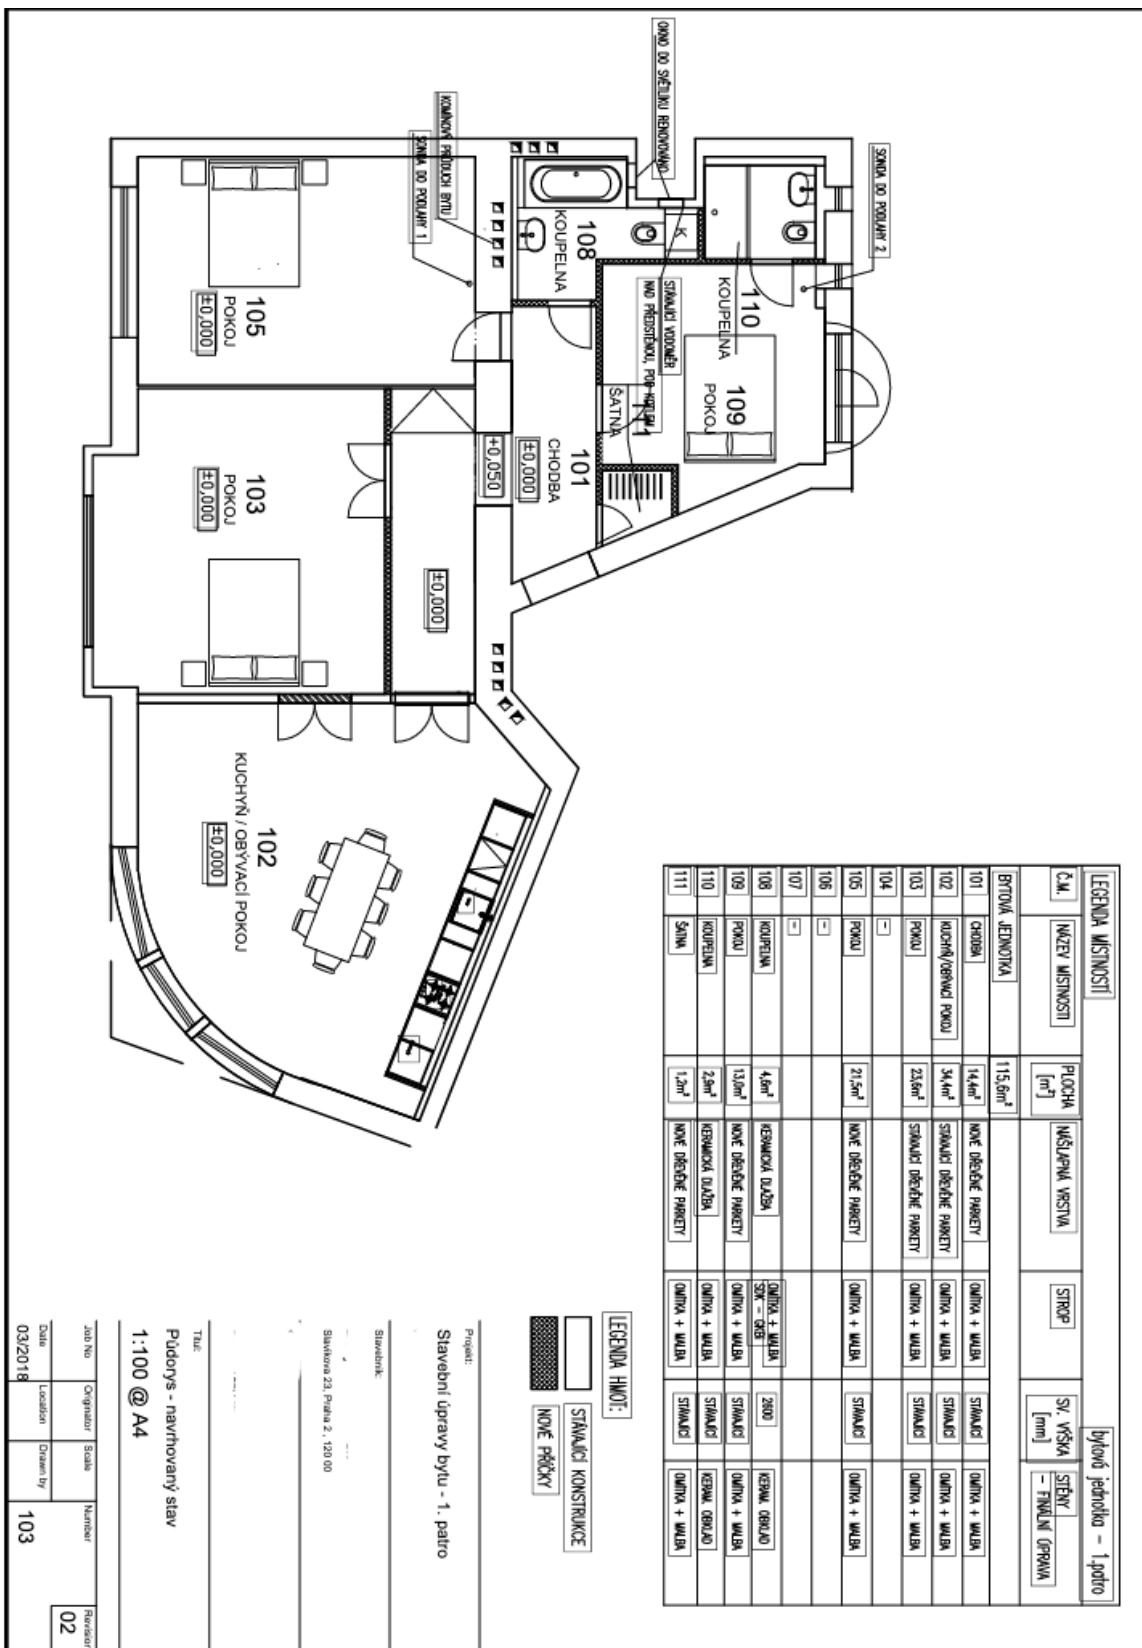 OKNO DO SVĚTLÍKU RENOVOVÁNO
SONDA DO PODLAHY 2
KOMÍNOVÝ PRŮDUCH BYTU
SONDA DO PODLAHY 1
STÁVAJÍCÍ VODOMĚR
NAD PŘEDSTĚNOU, POD KOTLEM
108
KOUPELNA
K
110
KOUPELNA
109
POKOJ
111
ŠATNA
101
CHODBA
±0,000
+0,050
105
POKOJ
±0,000
103
POKOJ
±0,000
±0,000
102
KUCHYŇ / OBÝVACÍ POKOJ
±0,000
bytová jednotka - 1.patro
LEGENDA MÍSTNOSTÍ
Č.M. NÁZEV MÍSTNOSTI PLOCHA [m²] NÁŠLAPNÁ VRSTVA STROP SV. VÝŠKA [mm] STĚNY - FINÁLNÍ ÚPRAVA
BYTOVÁ JEDNOTKA 115,6m²
101 CHODBA 14,4m² NOVÉ DŘEVĚNÉ PARKETY OMÍTKA + MALBA STÁVAJÍCÍ OMÍTKA + MALBA
102 KUCHYŇ/OBÝVACÍ POKOJ 34,4m² STÁVAJÍCÍ DŘEVĚNÉ PARKETY OMÍTKA + MALBA STÁVAJÍCÍ OMÍTKA + MALBA
103 POKOJ 23,6m² STÁVAJÍCÍ DŘEVĚNÉ PARKETY OMÍTKA + MALBA STÁVAJÍCÍ OMÍTKA + MALBA
104 -
105 POKOJ 21,5m² NOVÉ DŘEVĚNÉ PARKETY OMÍTKA + MALBA STÁVAJÍCÍ OMÍTKA + MALBA
106 -
107 -
108 KOUPELNA 4,6m² KERAMICKÁ DLAŽBA OMÍTKA + MALBA SDK - GKBI 2600 KERAM. OBKLAD
109 POKOJ 13,0m² NOVÉ DŘEVĚNÉ PARKETY OMÍTKA + MALBA STÁVAJÍCÍ OMÍTKA + MALBA
110 KOUPELNA 2,9m² KERAMICKÁ DLAŽBA OMÍTKA + MALBA STÁVAJÍCÍ KERAM. OBKLAD
111 ŠATNA 1,2m² NOVÉ DŘEVĚNÉ PARKETY OMÍTKA + MALBA STÁVAJÍCÍ OMÍTKA + MALBA
LEGENDA HMOT:
STÁVAJÍCÍ KONSTRUKCE
NOVÉ PŘÍČKY
Projekt:
Stavební úpravy bytu - 1. patro
Stavebník:
Slavíkova 23, Praha 2, 120 00
Titul:
Půdorys - navrhovaný stav
1:100 @ A4
Job No Originator Scale Number Revision
Date Location Drawn by
03/2018 103 02